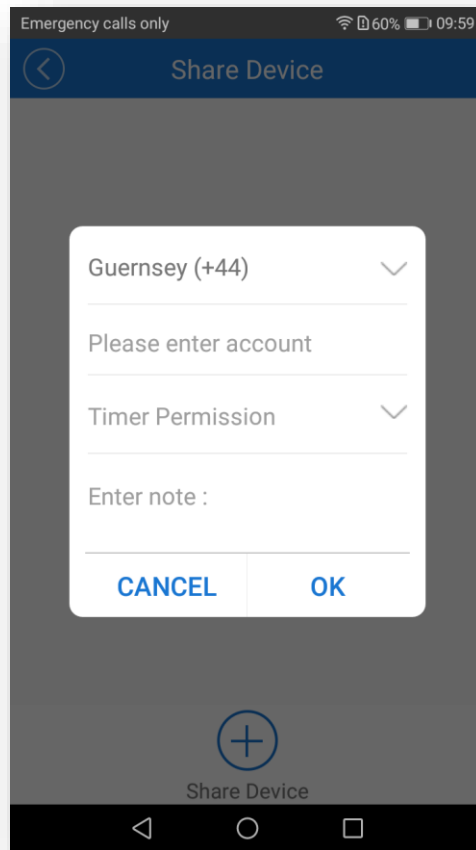 Emergency calls only 60% 09:59
Share Device
Guernsey (+44)
Please enter account
Timer Permission
Enter note :
CANCEL OK
Share Device